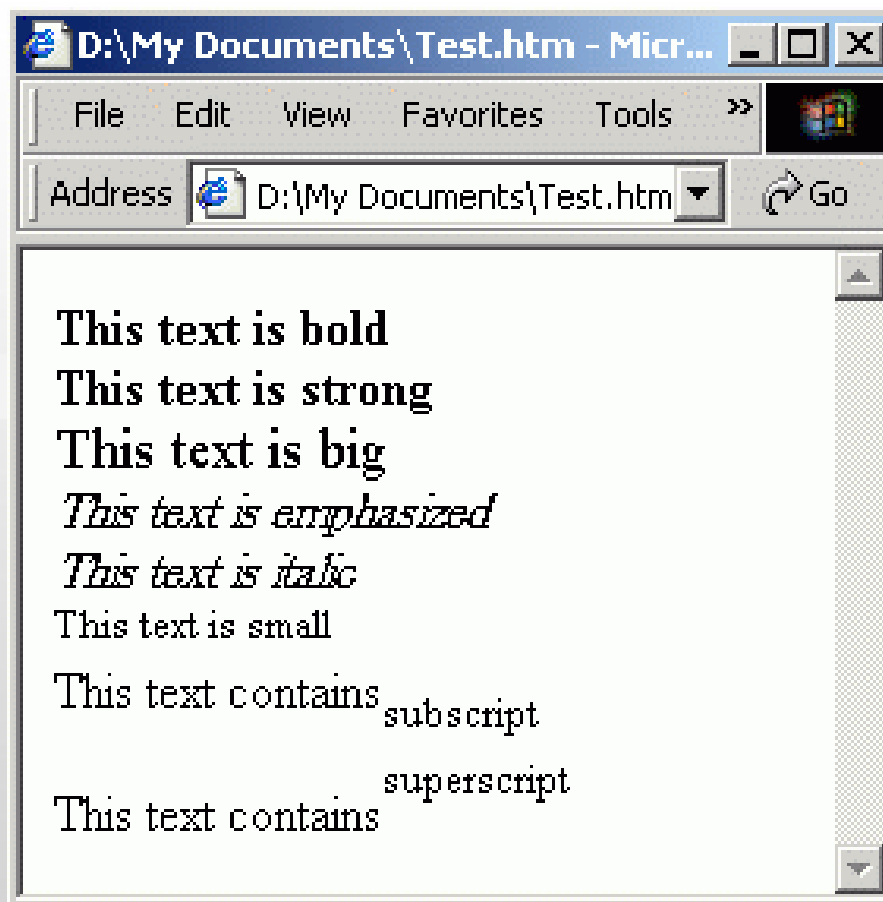 D:\My Documents\Test.htm - Micr...
File Edit View Favorites Tools »
Address D:\My Documents\Test.htm Go
This text is bold
This text is strong
This text is big
This text is emphasized
This text is italic
This text is small
This text contains subscript
This text contains superscript